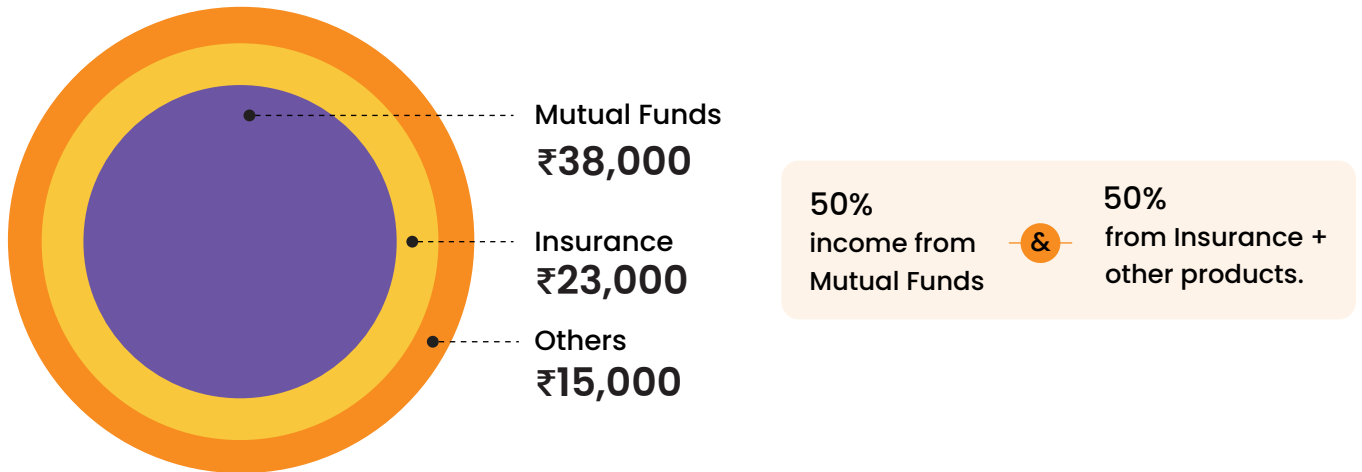 Mutual Funds
₹38,000
Insurance
₹23,000
Others
₹15,000
50%
income from
Mutual Funds
&
50%
from Insurance +
other products.